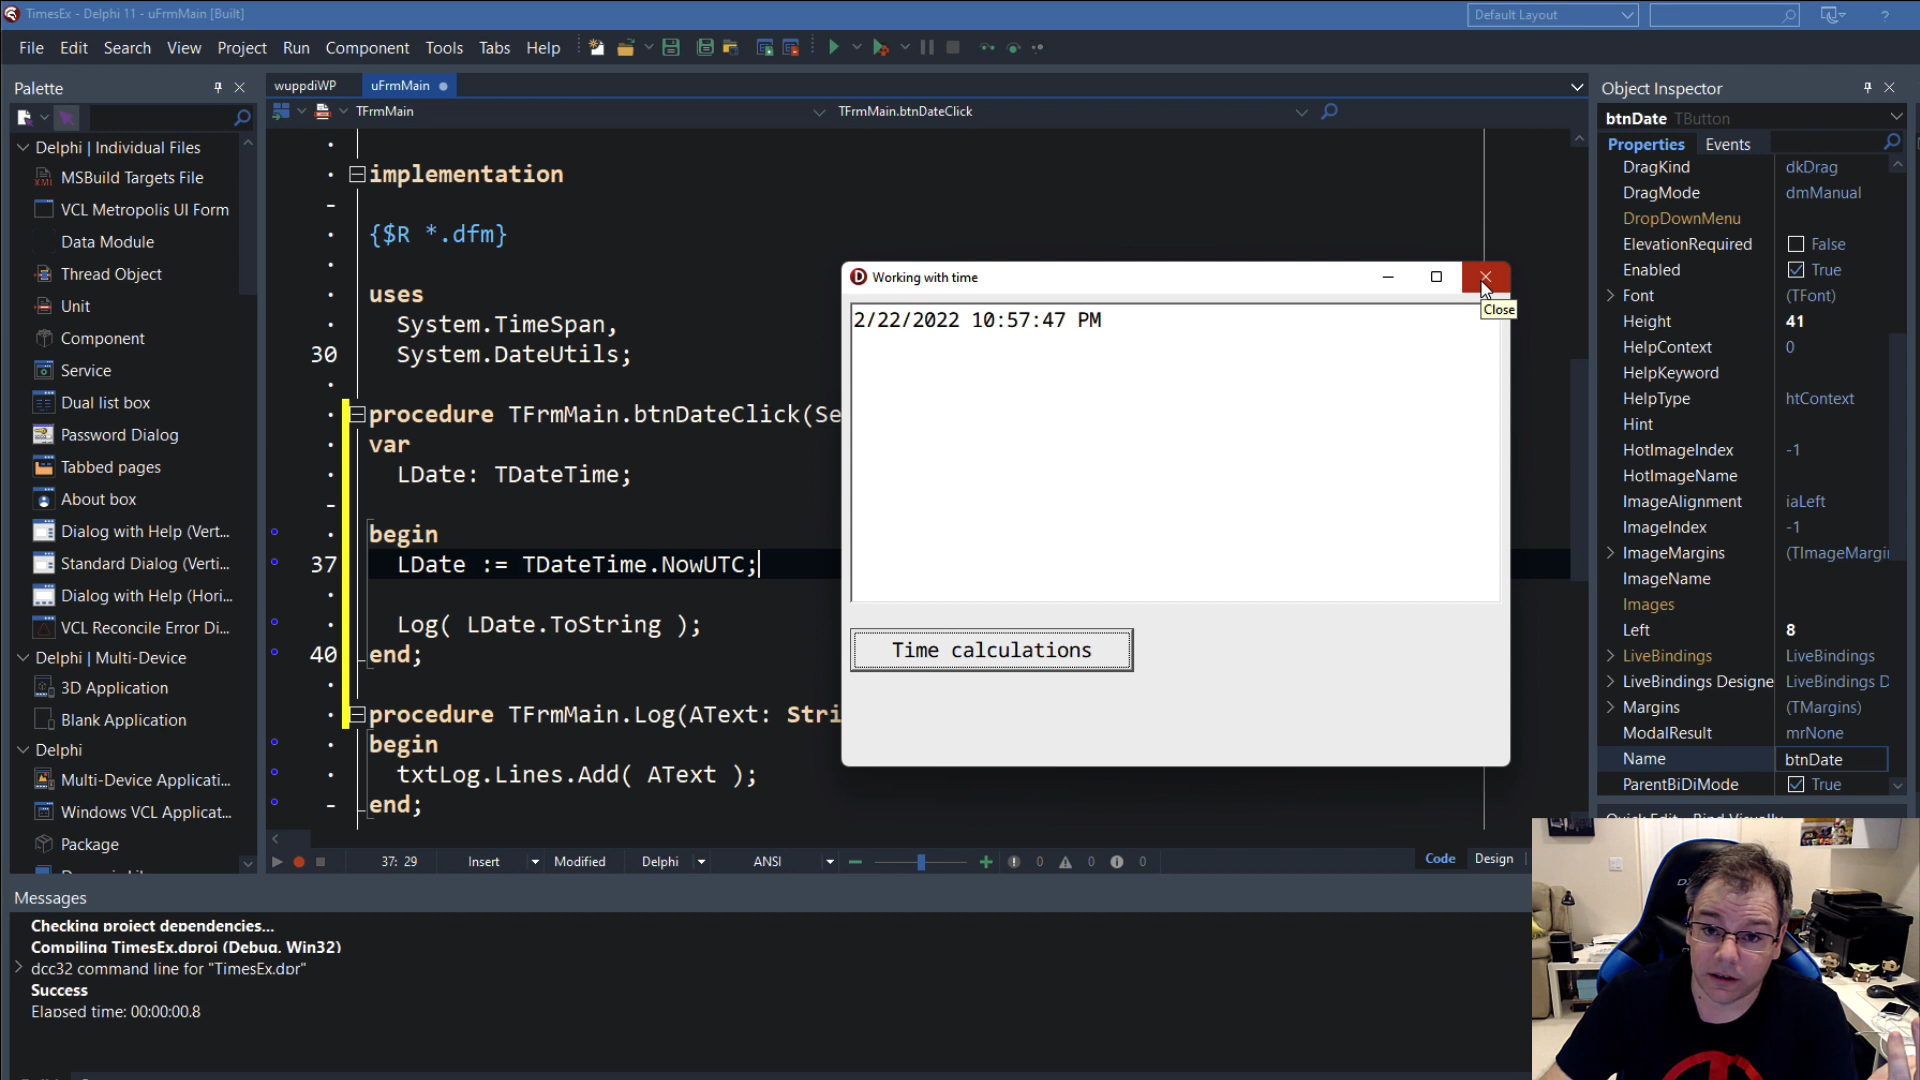 TimesEx - Delphi 11 - uFrmMain [Built]
Default Layout
?
File Edit Search View Project Run Component Tools Tabs Help
Palette
Delphi | Individual Files
MSBuild Targets File
VCL Metropolis UI Form
Data Module
Thread Object
Unit
Component
Service
Dual list box
Password Dialog
Tabbed pages
About box
Dialog with Help (Vert...
Standard Dialog (Verti...
Dialog with Help (Hori...
VCL Reconcile Error Di...
Delphi | Multi-Device
3D Application
Blank Application
Delphi
Multi-Device Applicati...
Windows VCL Applicat...
Package
wuppdiWP uFrmMain
TFrmMain TFrmMain.btnDateClick
implementation
{$R *.dfm}
uses
System.TimeSpan,
30 System.DateUtils;
procedure TFrmMain.btnDateClick(Se
var
LDate: TDateTime;
begin
37 LDate := TDateTime.NowUTC;
Log( LDate.ToString );
40 end;
procedure TFrmMain.Log(AText: Stri
begin
txtLog.Lines.Add( AText );
end;
37: 29 Insert Modified Delphi ANSI 0 0 0
Code Design
Working with time
Close
2/22/2022 10:57:47 PM
Time calculations
Object Inspector
btnDate TButton
Properties Events
DragKind dkDrag
DragMode dmManual
DropDownMenu
ElevationRequired False
Enabled True
Font (TFont)
Height 41
HelpContext 0
HelpKeyword
HelpType htContext
Hint
HotImageIndex -1
HotImageName
ImageAlignment iaLeft
ImageIndex -1
ImageMargins (TImageMargi
ImageName
Images
Left 8
LiveBindings LiveBindings
LiveBindings Designe LiveBindings D
Margins (TMargins)
ModalResult mrNone
Name btnDate
ParentBiDiMode True
Messages
Checking project dependencies...
Compiling TimesEx.dproj (Debug, Win32)
dcc32 command line for "TimesEx.dpr"
Success
Elapsed time: 00:00:00.8